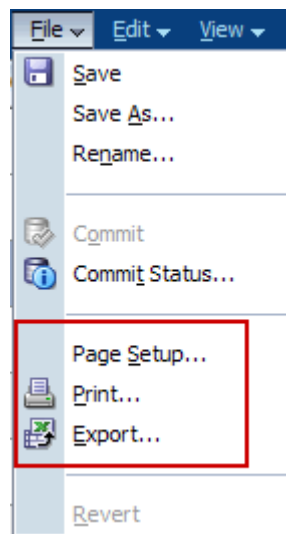 File Edit View
Save
Save As...
Rename...
Commit
Commit Status...
Page Setup...
Print...
Export...
Revert